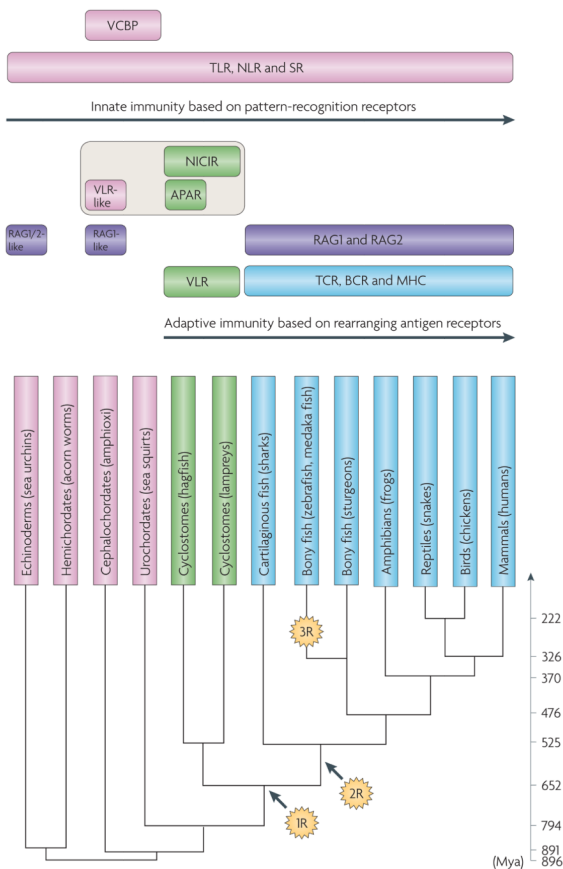 VCBP
TLR, NLR and SR
Innate immunity based on pattern-recognition receptors
NICIR
VLR-
like
APAR
RAG1/2-
like
RAG1-
like
RAG1 and RAG2
VLR
TCR, BCR and MHC
Adaptive immunity based on rearranging antigen receptors
Echinoderms (sea urchins)
Hemichordates (acorn worms)
Cephalochordates (amphioxi)
Urochordates (sea squirts)
Cyclostomes (hagfish)
Cyclostomes (lampreys)
Cartilaginous fish (sharks)
Bony fish (zebrafish, medaka fish)
Bony fish (sturgeons)
Amphibians (frogs)
Reptiles (snakes)
Birds (chickens)
Mammals (humans)
222
3R
326
370
476
525
652
2R
1R
794
891
(Mya) 896